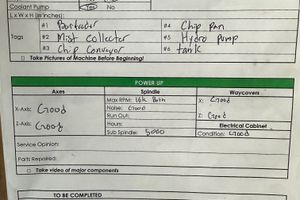 Coolant Pump Yes No
L x W x H (Inches):
Tags
#1 Barfeeder #4 Chip Pan
#2 Mist Collector #5 Hydro Pump
#3 Chip Conveyor #6 tank
Take Pictures of Machine Before Beginning!
POWER UP
Axes Spindle Waycovers
X-Axis: Good Max RPM: 10k Both X: Good
Noise: Good
Z-Axis: Good Run Out: Z: Good
Hours: Electrical Cabinet
Sub Spindle: 5000 Condition: Good
Service Opinion:
Parts Repaired:
Take video of major components
TO BE COMPLETED